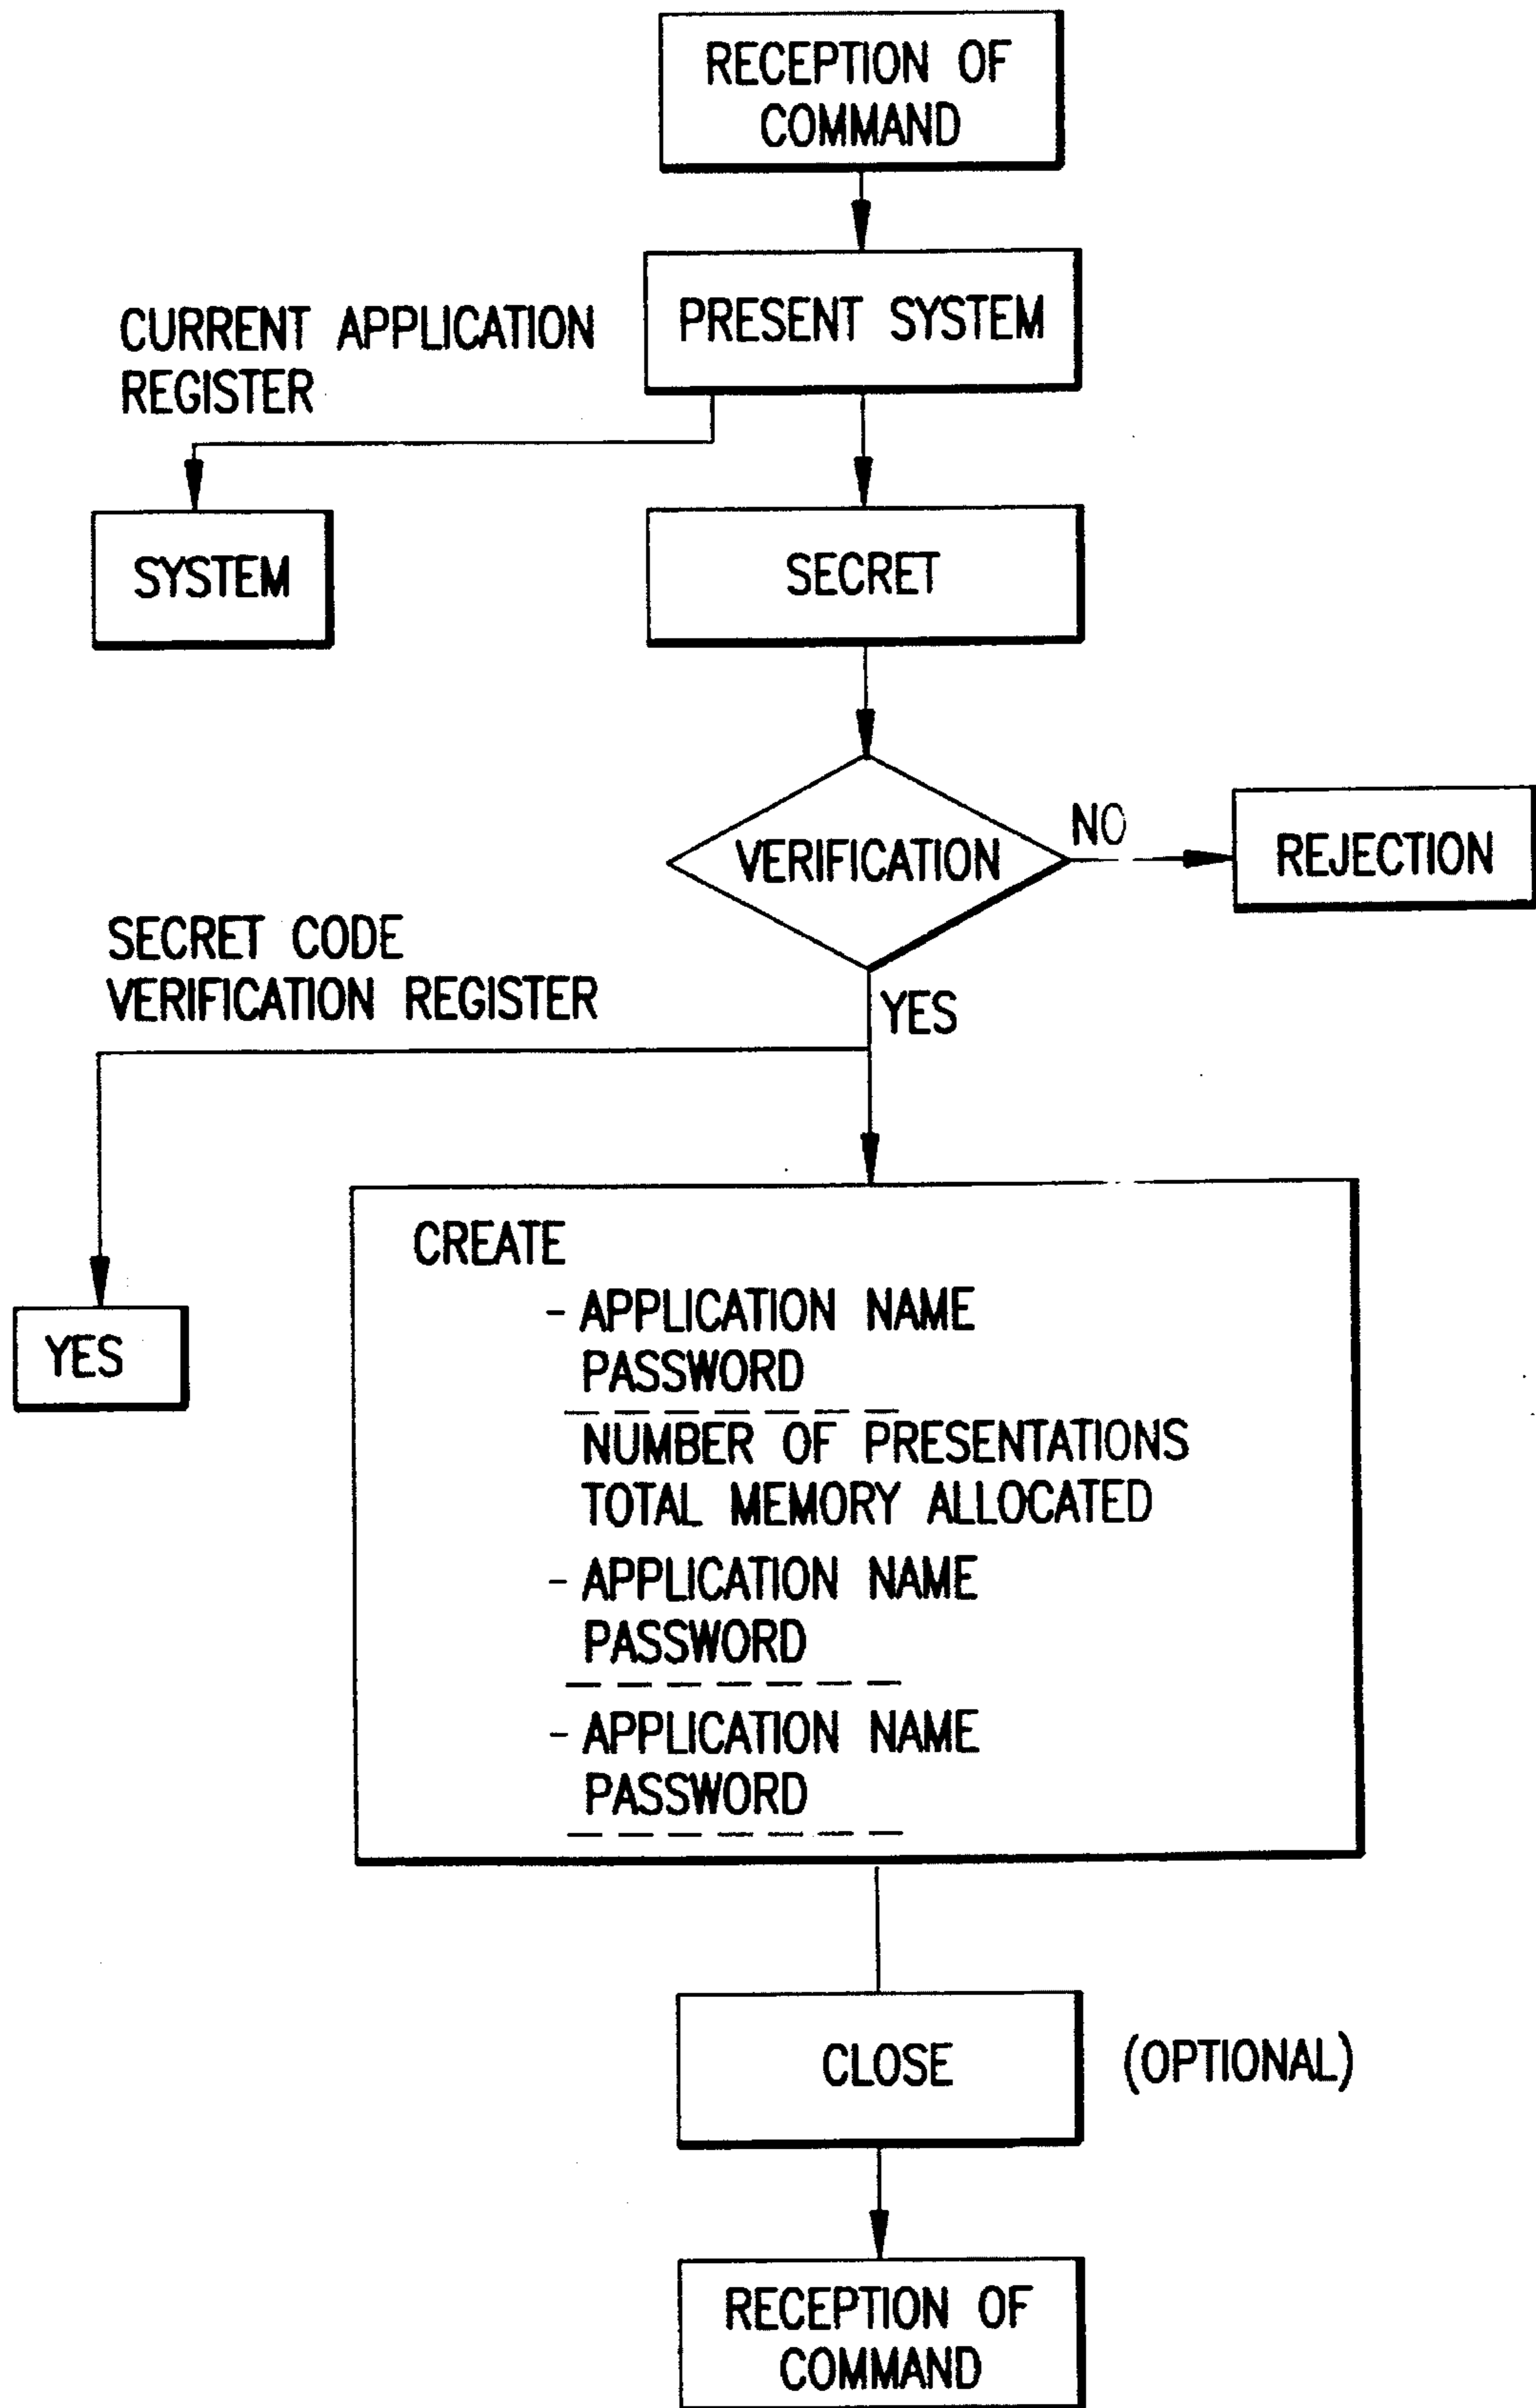 RECEPTION OF
COMMAND
PRESENT SYSTEM
CURRENT APPLICATION
REGISTER
SYSTEM
SECRET
VERIFICATION
NO
REJECTION
SECRET CODE
VERIFICATION REGISTER
YES
YES
CREATE
- APPLICATION NAME
PASSWORD
NUMBER OF PRESENTATIONS
TOTAL MEMORY ALLOCATED
- APPLICATION NAME
PASSWORD
- APPLICATION NAME
PASSWORD
CLOSE
(OPTIONAL)
RECEPTION OF
COMMAND